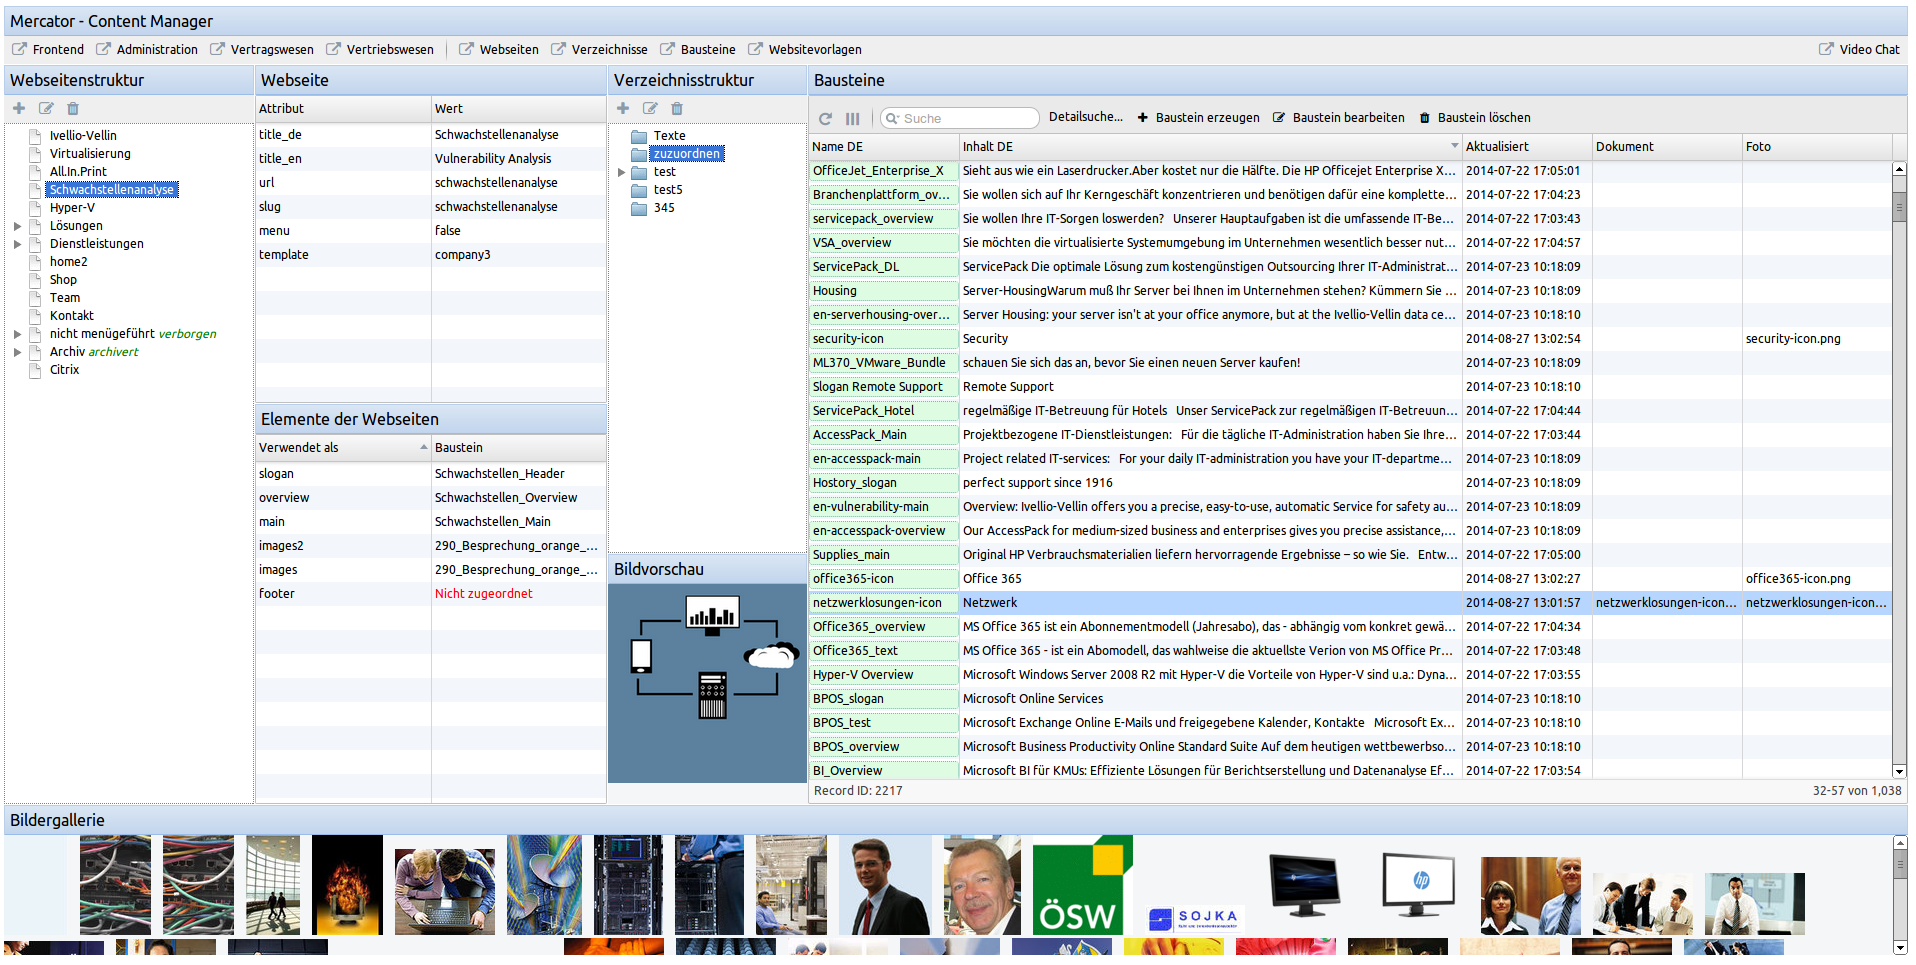 Mercator - Content Manager
Frontend Administration Vertragswesen Vertriebswesen Webseiten Verzeichnisse Bausteine Websitevorlagen Video Chat
Webseitenstruktur
Ivellio-Vellin
Virtualisierung
All.In.Print
Schwachstellenanalyse
Hyper-V
Lösungen
Dienstleistungen
home2
Shop
Team
Kontakt
nicht menügeführt verborgen
Archiv archivert
Citrix
Webseite
Attribut Wert
title_de Schwachstellenanalyse
title_en Vulnerability Analysis
url schwachstellenanalyse
slug schwachstellenanalyse
menu false
template company3
Elemente der Webseiten
Verwendet als Baustein
slogan Schwachstellen_Header
overview Schwachstellen_Overview
main Schwachstellen_Main
images2 290_Besprechung_orange_...
images 290_Besprechung_orange_...
footer Nicht zugeordnet
Verzeichnisstruktur
Texte
zuzuordnen
test
test5
345
Bildvorschau
Bausteine
Suche Detailsuche... Baustein erzeugen Baustein bearbeiten Baustein löschen
Name DE Inhalt DE Aktualisiert Dokument Foto
OfficeJet_Enterprise_X Sieht aus wie ein Laserdrucker.Aber kostet nur die Hälfte. Die HP Officejet Enterprise X... 2014-07-22 17:05:01
Branchenplattform_ov... Sie wollen sich auf Ihr Kerngeschäft konzentrieren und benötigen dafür eine komplette... 2014-07-22 17:04:23
servicepack_overview Sie wollen Ihre IT-Sorgen loswerden? Unserer Hauptaufgaben ist die umfassende IT-Be... 2014-07-22 17:03:43
VSA_overview Sie möchten die virtualisierte Systemumgebung im Unternehmen wesentlich besser nut... 2014-07-22 17:04:57
ServicePack_DL ServicePack Die optimale Lösung zum kostengünstigen Outsourcing Ihrer IT-Administrat... 2014-07-23 10:18:09
Housing Server-HousingWarum muß Ihr Server bei Ihnen im Unternehmen stehen? Kümmern Sie ... 2014-07-23 10:18:09
en-serverhousing-over... Server Housing: your server isn't at your office anymore, but at the Ivellio-Vellin data ce... 2014-07-23 10:18:10
security-icon Security 2014-08-27 13:02:54 security-icon.png
ML370_VMware_Bundle schauen Sie sich das an, bevor Sie einen neuen Server kaufen! 2014-07-23 10:18:09
Slogan Remote Support Remote Support 2014-07-23 10:18:10
ServicePack_Hotel regelmäßige IT-Betreuung für Hotels Unser ServicePack zur regelmäßigen IT-Betreuun... 2014-07-22 17:04:44
AccessPack_Main Projektbezogene IT-Dienstleistungen: Für die tägliche IT-Administration haben Sie Ihre... 2014-07-22 17:03:44
en-accesspack-main Project related IT-services: For your daily IT-administration you have your IT-departme... 2014-07-23 10:18:09
Hostory_slogan perfect support since 1916 2014-07-23 10:18:09
en-vulnerability-main Overview: Ivellio-Vellin offers you a precise, easy-to-use, automatic Service for safety au... 2014-07-23 10:18:09
en-accesspack-overview Our AccessPack for medium-sized business and enterprises gives you precise assistance,... 2014-07-23 10:18:09
Supplies_main Original HP Verbrauchsmaterialien liefern hervorragende Ergebnisse – so wie Sie. Entw... 2014-07-22 17:05:00
office365-icon Office 365 2014-08-27 13:02:27 office365-icon.png
netzwerklosungen-icon Netzwerk 2014-08-27 13:01:57 netzwerklosungen-icon... netzwerklosungen-icon...
Office365_overview MS Office 365 ist ein Abonnementmodell (Jahresabo), das - abhängig vom konkret gewä... 2014-07-22 17:04:34
Office365_text MS Office 365 - ist ein Abomodell, das wahlweise die aktuellste Verion von MS Office Pr... 2014-07-22 17:03:48
Hyper-V Overview Microsoft Windows Server 2008 R2 mit Hyper-V die Vorteile von Hyper-V sind u.a.: Dyna... 2014-07-22 17:03:55
BPOS_slogan Microsoft Online Services 2014-07-23 10:18:10
BPOS_test Microsoft Exchange Online E-Mails und freigegebene Kalender, Kontakte Microsoft Ex... 2014-07-23 10:18:10
BPOS_overview Microsoft Business Productivity Online Standard Suite Auf dem heutigen wettbewerbso... 2014-07-23 10:18:10
BI_Overview Microsoft BI für KMUs: Effiziente Lösungen für Berichtserstellung und Datenanalyse Ef... 2014-07-22 17:03:54
Record ID: 2217 32-57 von 1,038
Bildergallerie
ÖSW
SOJKA
hp